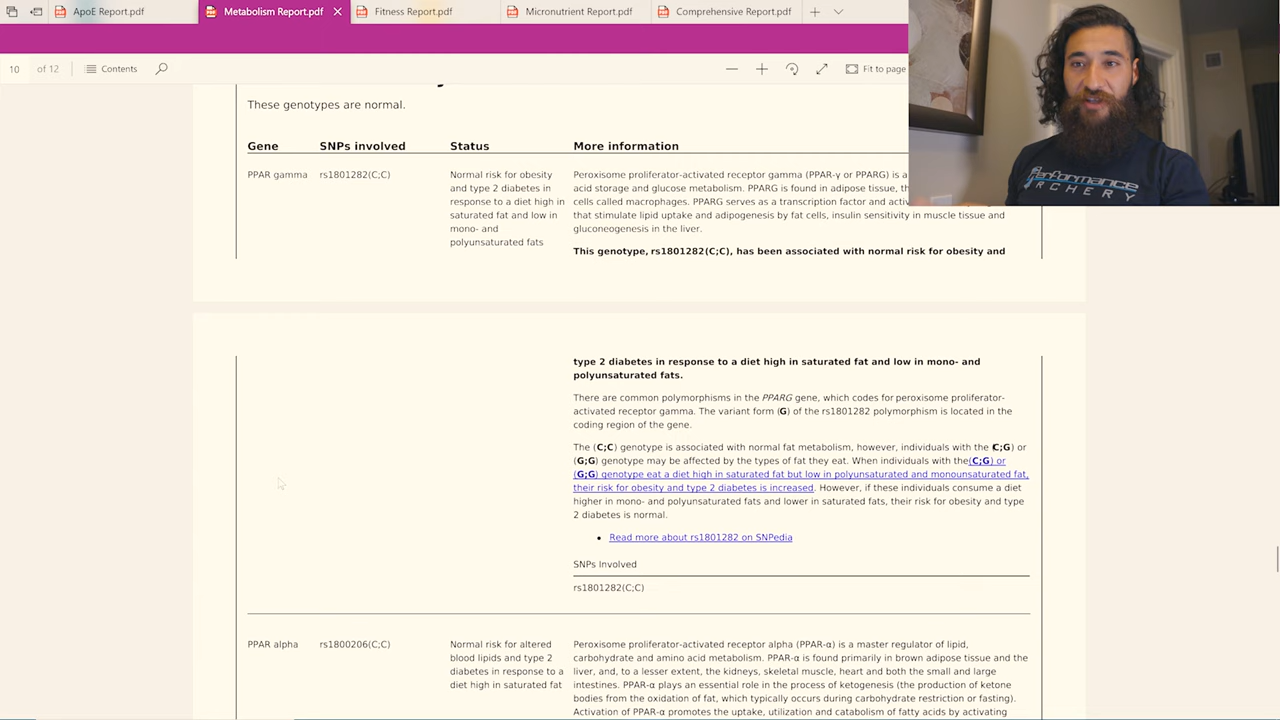 ApoE Report.pdf
Metabolism Report.pdf
Fitness Report.pdf
Micronutrient Report.pdf
Comprehensive Report.pdf
10 of 12
Contents
Fit to page
These genotypes are normal.
Gene SNPs involved Status More information
PPAR gamma
rs1801282(C;C)
Normal risk for obesity
and type 2 diabetes in
response to a diet high in
saturated fat and low in
mono- and
polyunsaturated fats
Peroxisome proliferator-activated receptor gamma (PPAR-γ or PPARG) is a
acid storage and glucose metabolism. PPARG is found in adipose tissue,
cells called macrophages. PPARG serves as a transcription factor and
that stimulate lipid uptake and adipogenesis by fat cells, insulin sensitivity in muscle tissue and
gluconeogenesis in the liver.
This genotype, rs1801282(C;C), has been associated with normal risk for obesity and
type 2 diabetes in response to a diet high in saturated fat and low in mono- and
polyunsaturated fats.
There are common polymorphisms in the PPARG gene, which codes for peroxisome proliferator-
activated receptor gamma. The variant form (G) of the rs1801282 polymorphism is located in the
coding region of the gene.
The (C;C) genotype is associated with normal fat metabolism, however, individuals with the (C;G) or
(G;G) genotype may be affected by the types of fat they eat. When individuals with the (C;G) or
(G;G) genotype eat a diet high in saturated fat but low in polyunsaturated and monounsaturated fat,
their risk for obesity and type 2 diabetes is increased. However, if these individuals consume a diet
higher in mono- and polyunsaturated fats and lower in saturated fats, their risk for obesity and type
2 diabetes is normal.
• Read more about rs1801282 on SNPedia
SNPs Involved
rs1801282(C;C)
PPAR alpha
rs1800206(C;C)
Normal risk for altered
blood lipids and type 2
diabetes in response to a
diet high in saturated fat
Peroxisome proliferator-activated receptor alpha (PPAR-α) is a master regulator of lipid,
carbohydrate and amino acid metabolism. PPAR-α is found primarily in brown adipose tissue and the
liver, and, to a lesser extent, the kidneys, skeletal muscle, heart and both the small and large
intestines. PPAR-α plays an essential role in the process of ketogenesis (the production of ketone
bodies from the oxidation of fat, which typically occurs during carbohydrate restriction or fasting).
Activation of PPAR-α promotes the uptake, utilization and catabolism of fatty acids by activating
Performance
ARCHERY